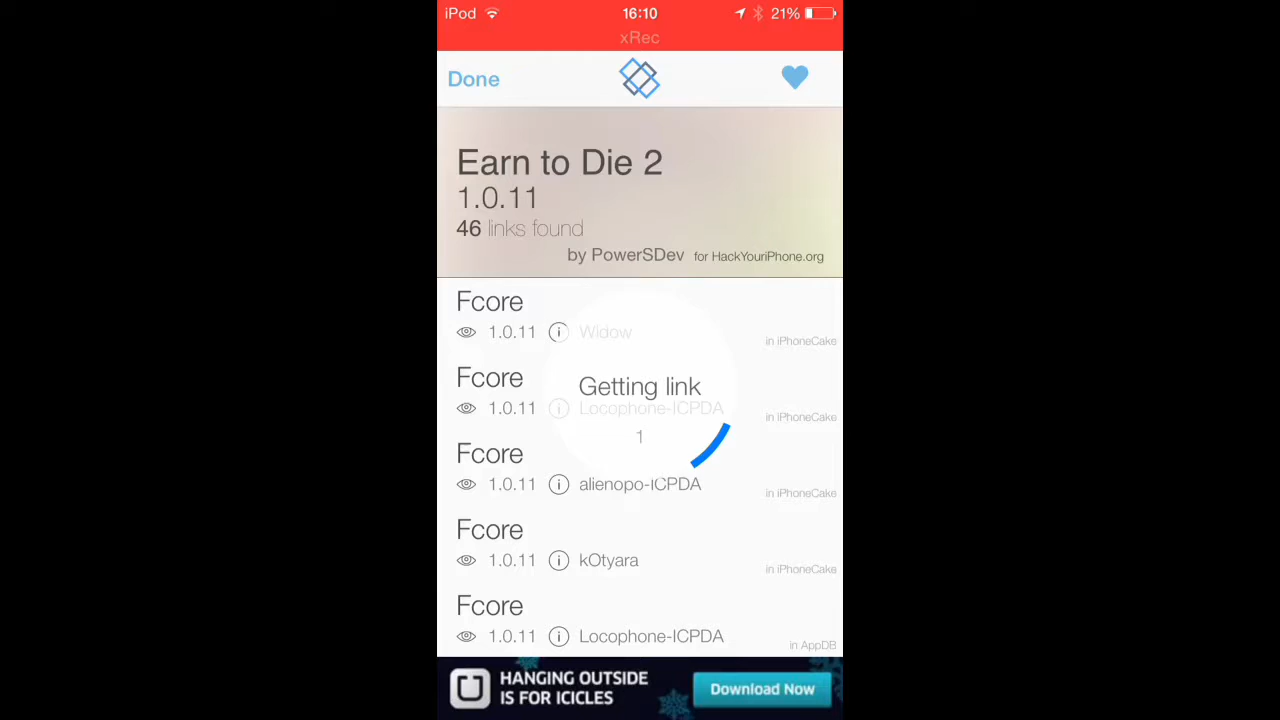 iPod 16:10 21%
xRec
Done
Earn to Die 2
1.0.11
46 links found
by PowerSDev for HackYouriPhone.org
Fcore
1.0.11 i Widow
in iPhoneCake
Getting link
Fcore
1.0.11 i Locophone-ICPDA
in iPhoneCake
1
Fcore
1.0.11 i alienopo-iCPDA
in iPhoneCake
Fcore
1.0.11 i kOtyara
in iPhoneCake
Fcore
1.0.11 i Locophone-ICPDA
in AppDB
HANGING OUTSIDE
IS FOR ICICLES
Download Now